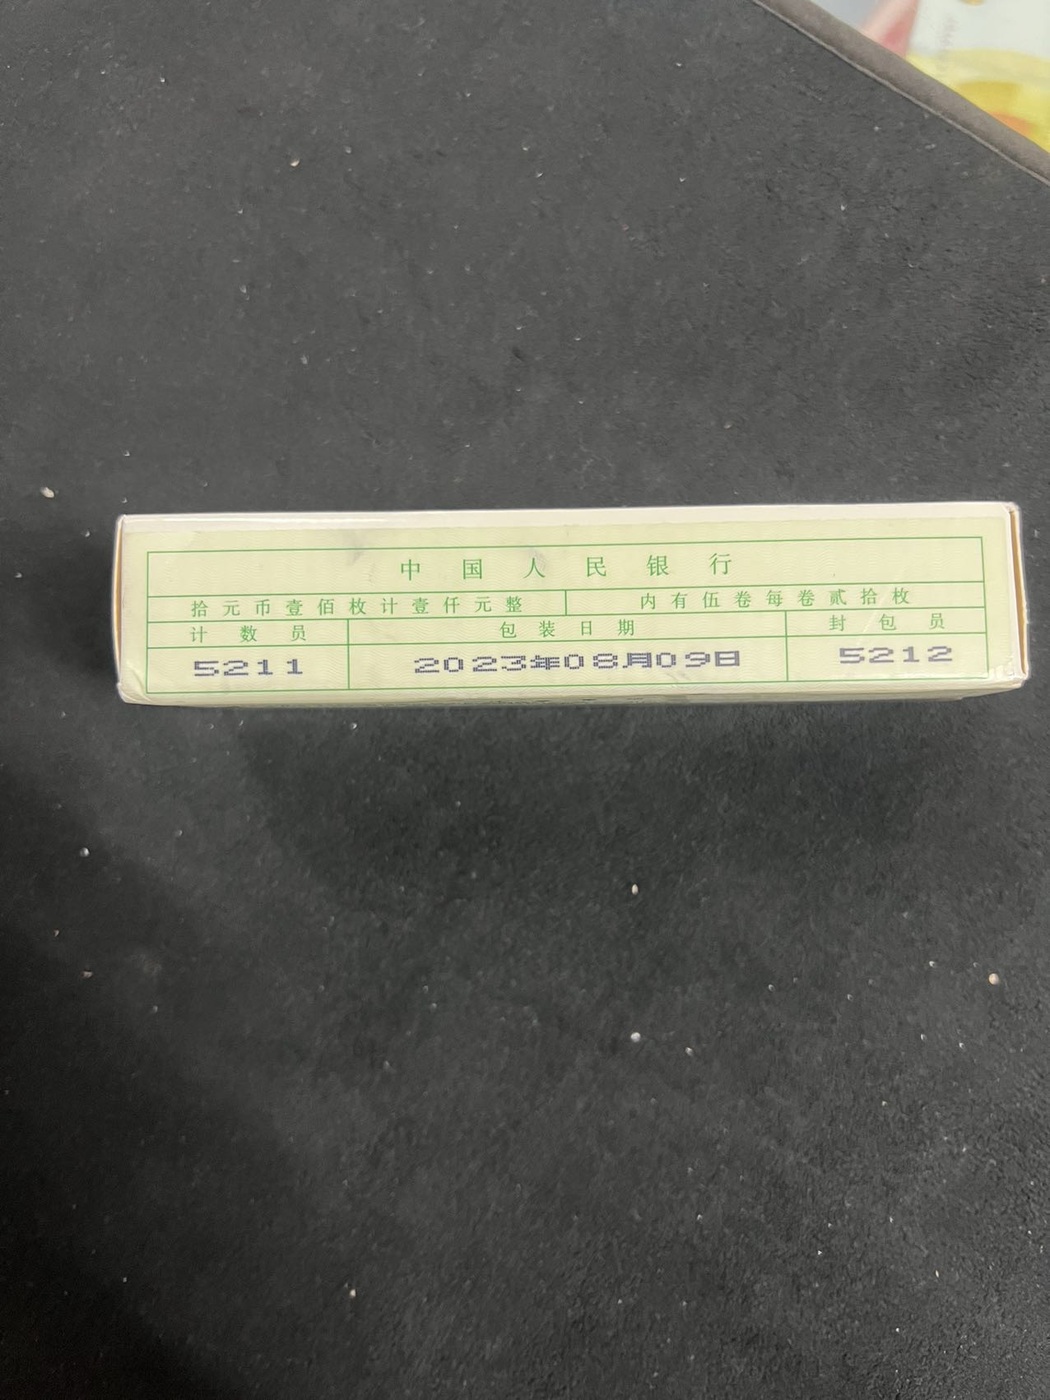 中国人民银行
拾元币壹佰枚计壹仟元整 内有伍卷每卷贰拾枚
计数员 包装日期 封包员
5211 2023年08月09日 5212